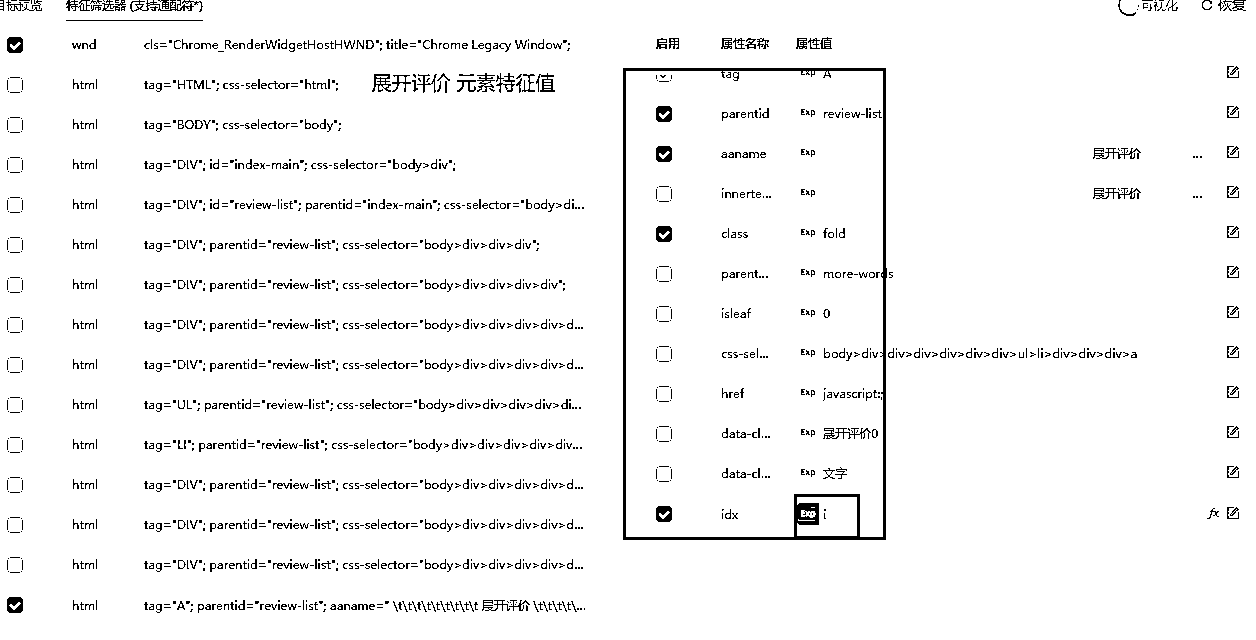 目标预览 特征筛选器 (支持通配符*) 可视化 恢复
wnd cls="Chrome_RenderWidgetHostHWND"; title="Chrome Legacy Window";
html tag="HTML"; css-selector="html";
展开评价 元素特征值
html tag="BODY"; css-selector="body";
html tag="DIV"; id="index-main"; css-selector="body>div";
html tag="DIV"; id="review-list"; parentid="index-main"; css-selector="body>di...
html tag="DIV"; parentid="review-list"; css-selector="body>div>div>div";
html tag="DIV"; parentid="review-list"; css-selector="body>div>div>div>div";
html tag="DIV"; parentid="review-list"; css-selector="body>div>div>div>div>d...
html tag="DIV"; parentid="review-list"; css-selector="body>div>div>div>div>d...
html tag="UL"; parentid="review-list"; css-selector="body>div>div>div>div>di...
html tag="LI"; parentid="review-list"; css-selector="body>div>div>div>div>div...
html tag="DIV"; parentid="review-list"; css-selector="body>div>div>div>div>d...
html tag="DIV"; parentid="review-list"; css-selector="body>div>div>div>div>d...
html tag="DIV"; parentid="review-list"; css-selector="body>div>div>div>div>d...
html tag="A"; parentid="review-list"; aaname=" \t\t\t\t\t\t\t\t\t 展开评价 \t\t\t\t\...
启用 属性名称 属性值
tag Exp A
parentid Exp review-list
aaname Exp 展开评价 ...
innerte... Exp 展开评价 ...
class Exp fold
parent... Exp more-words
isleaf Exp 0
css-sel... Exp body>div>div>div>div>div>div>div>ul>li>div>div>div>a
href Exp javascript:;
data-cl... Exp 展开评价0
data-cl... Exp 文字
idx Exp i fx